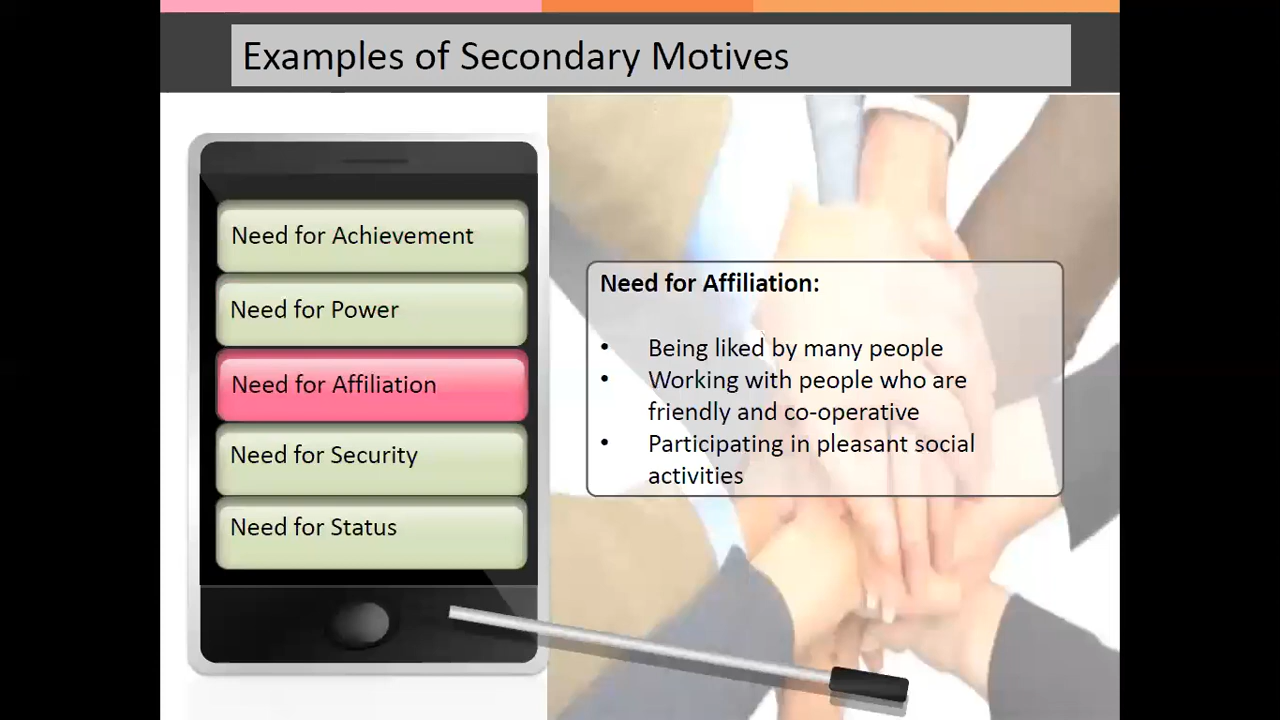 Examples of Secondary Motives
Need for Achievement
Need for Power
Need for Affiliation
Need for Security
Need for Status
Need for Affiliation:
• Being liked by many people
• Working with people who are
friendly and co-operative
• Participating in pleasant social
activities